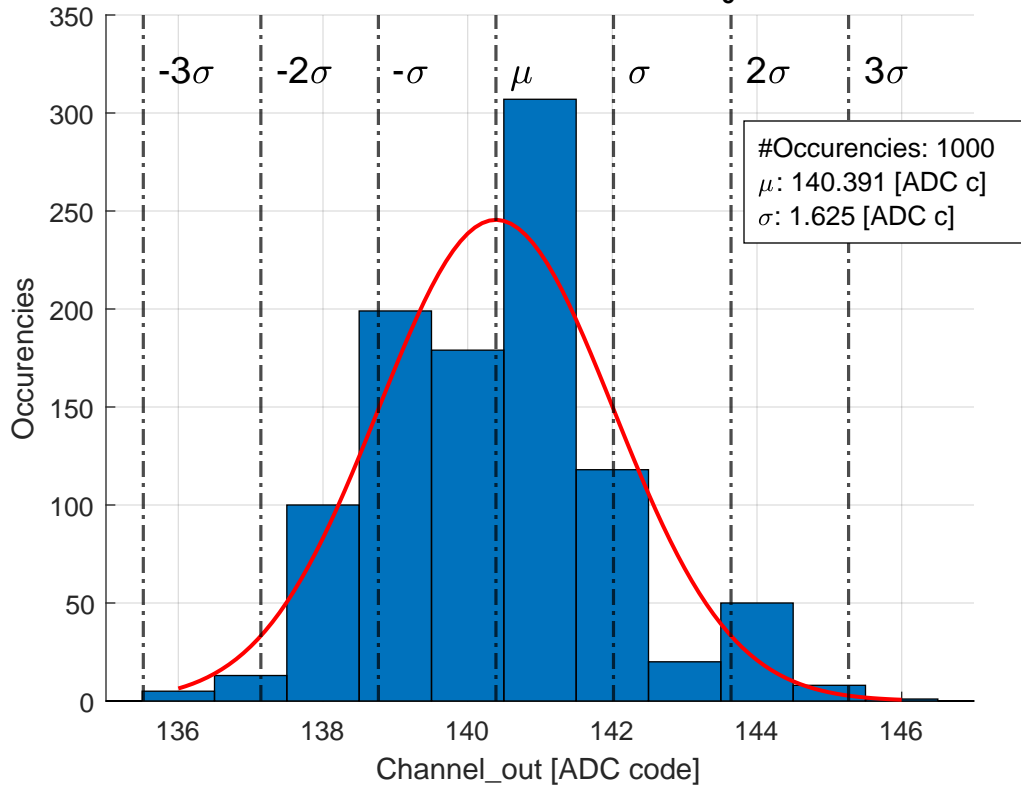 350
300
250
200
150
100
50
0
Occurencies
-3σ -2σ -σ μ σ 2σ 3σ
#Occurencies: 1000
μ: 140.391 [ADC c]
σ: 1.625 [ADC c]
136 138 140 142 144 146
Channel_out [ADC code]